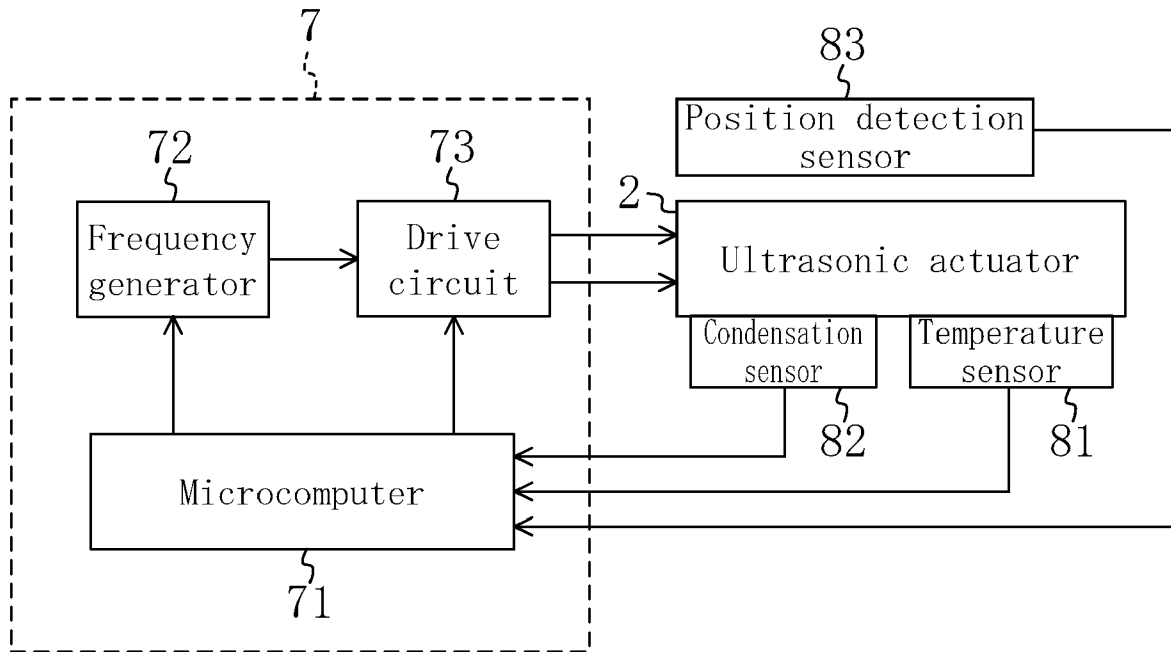 7
83
Position detection
sensor
72
73
2
Frequency
generator
Drive
circuit
Ultrasonic actuator
Condensation
sensor
Temperature
sensor
82
81
Microcomputer
71